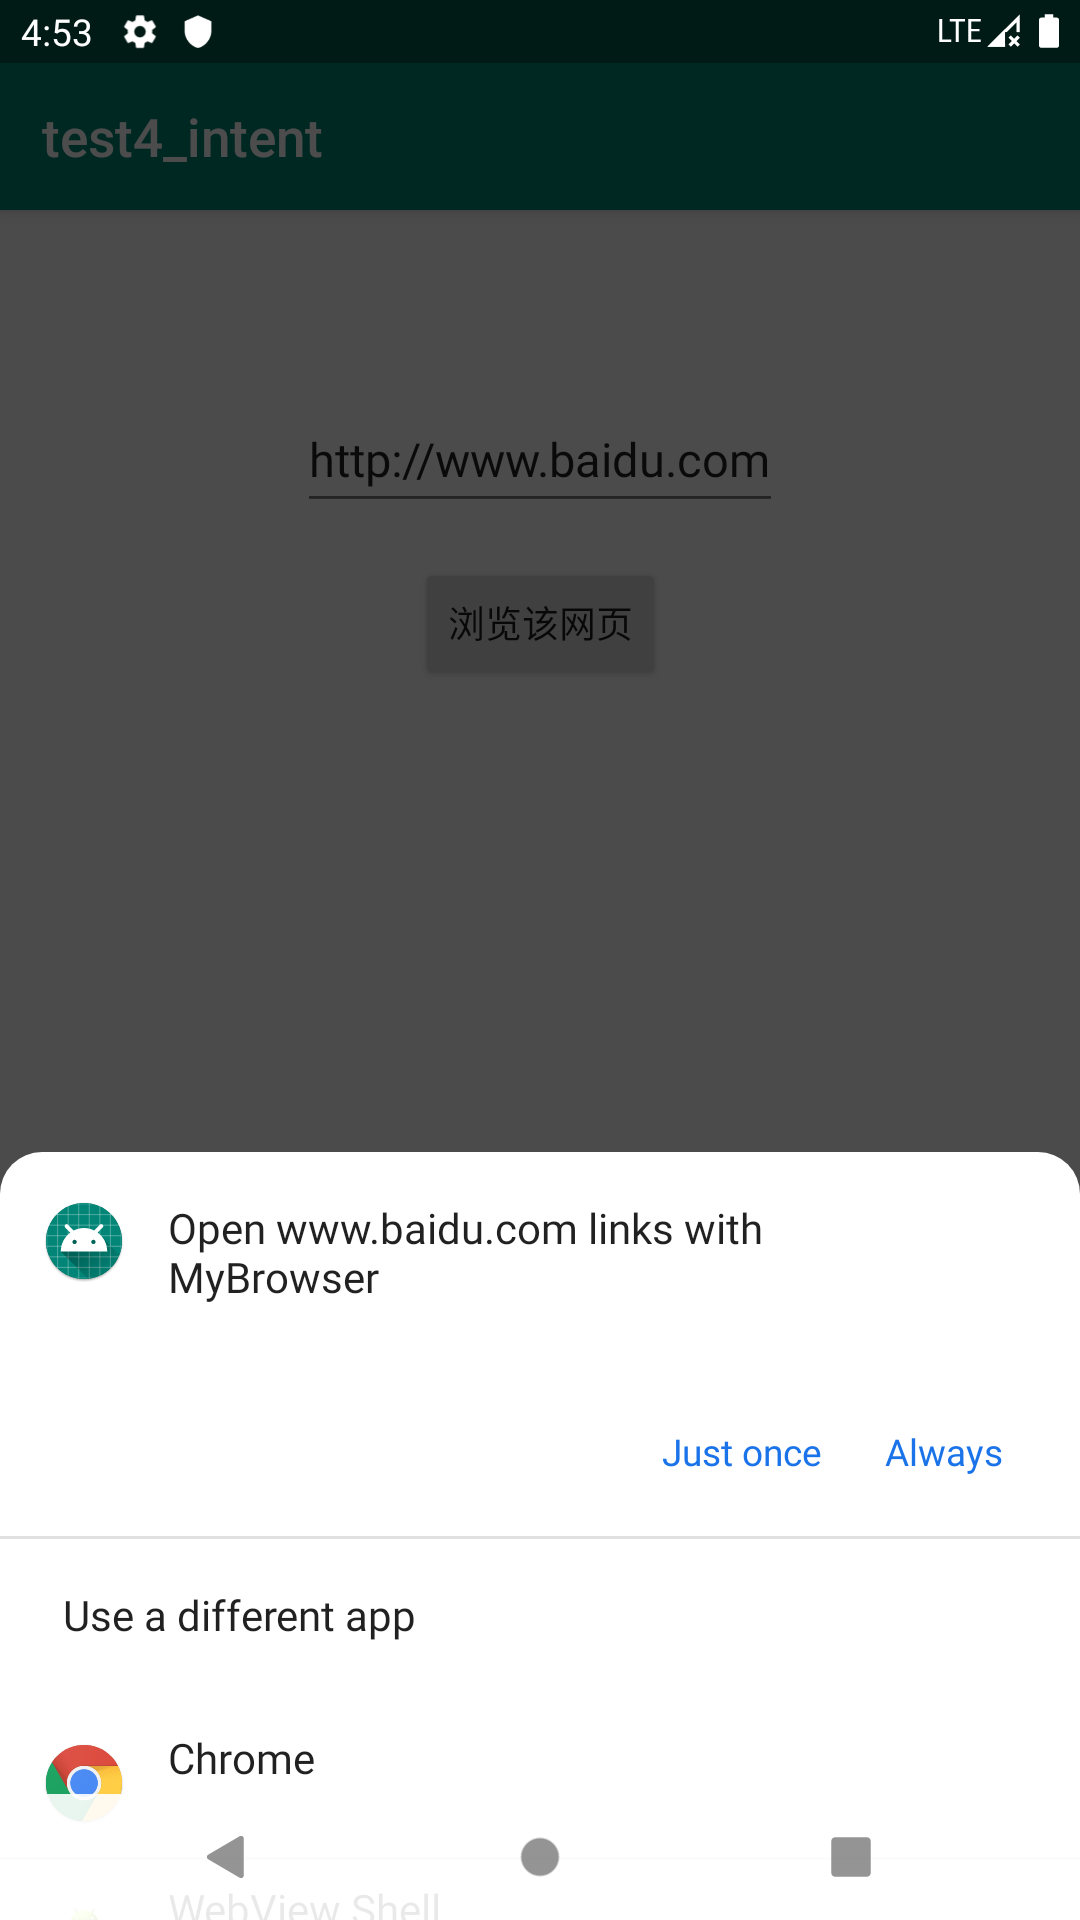 4:53
LTE
test4_intent
http://www.baidu.com
浏览该网页
Open www.baidu.com links with
MyBrowser
Just once
Always
Use a different app
Chrome
WebView Shell